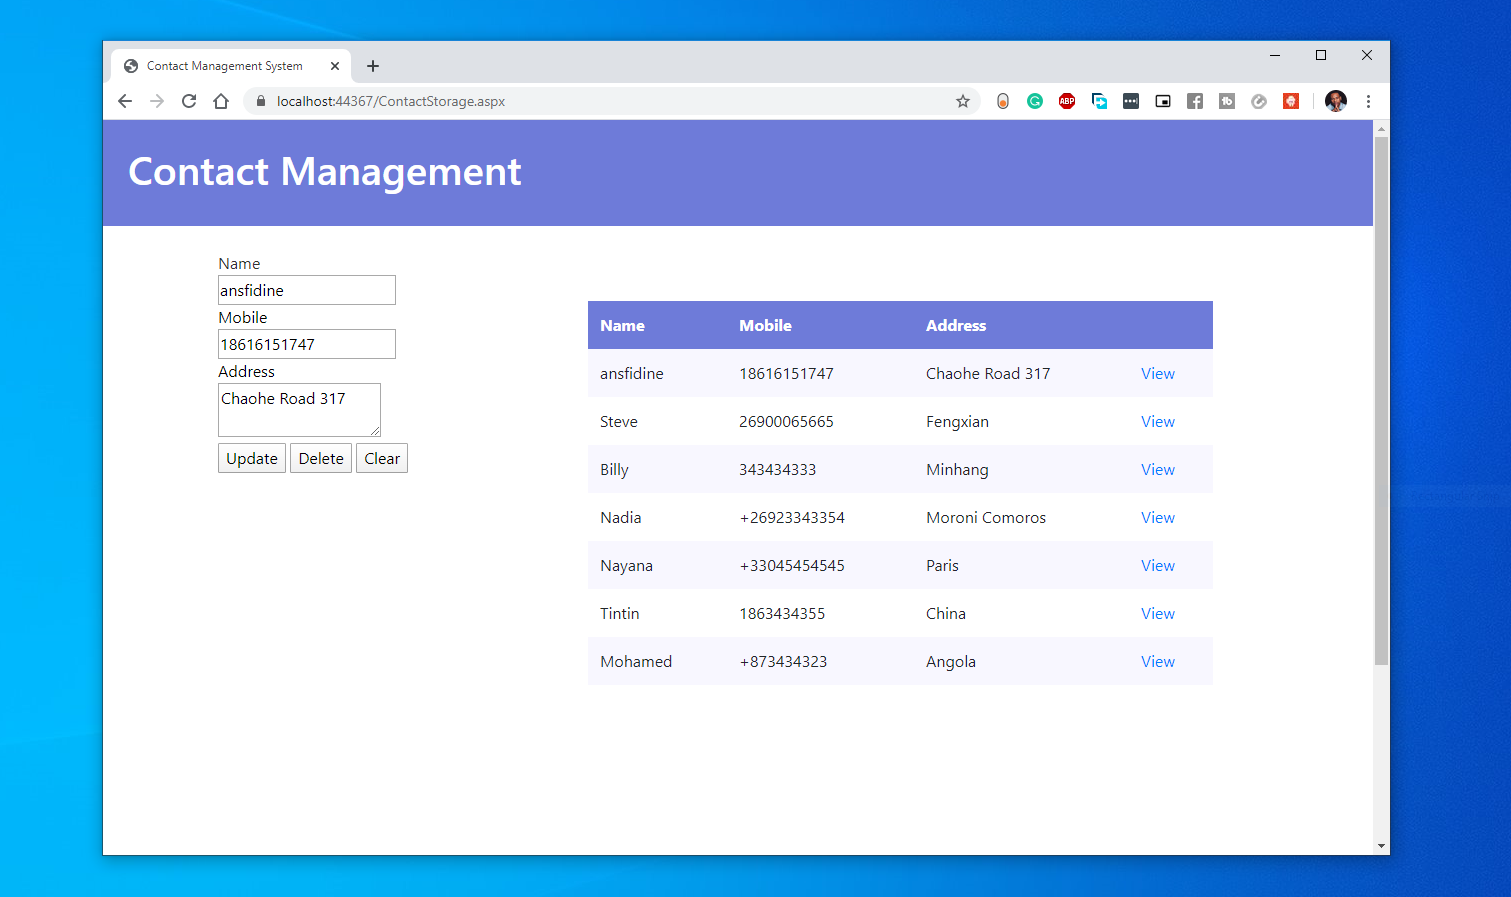 Contact Management System
localhost:44367/ContactStorage.aspx
ABP
Contact Management
Name
ansfidine
Mobile
18616151747
Address
Chaohe Road 317
Update Delete Clear
Name Mobile Address
ansfidine 18616151747 Chaohe Road 317 View
Steve 26900065665 Fengxian View
Billy 343434333 Minhang View
Nadia +26923343354 Moroni Comoros View
Nayana +33045454545 Paris View
Tintin 1863434355 China View
Mohamed +873434323 Angola View